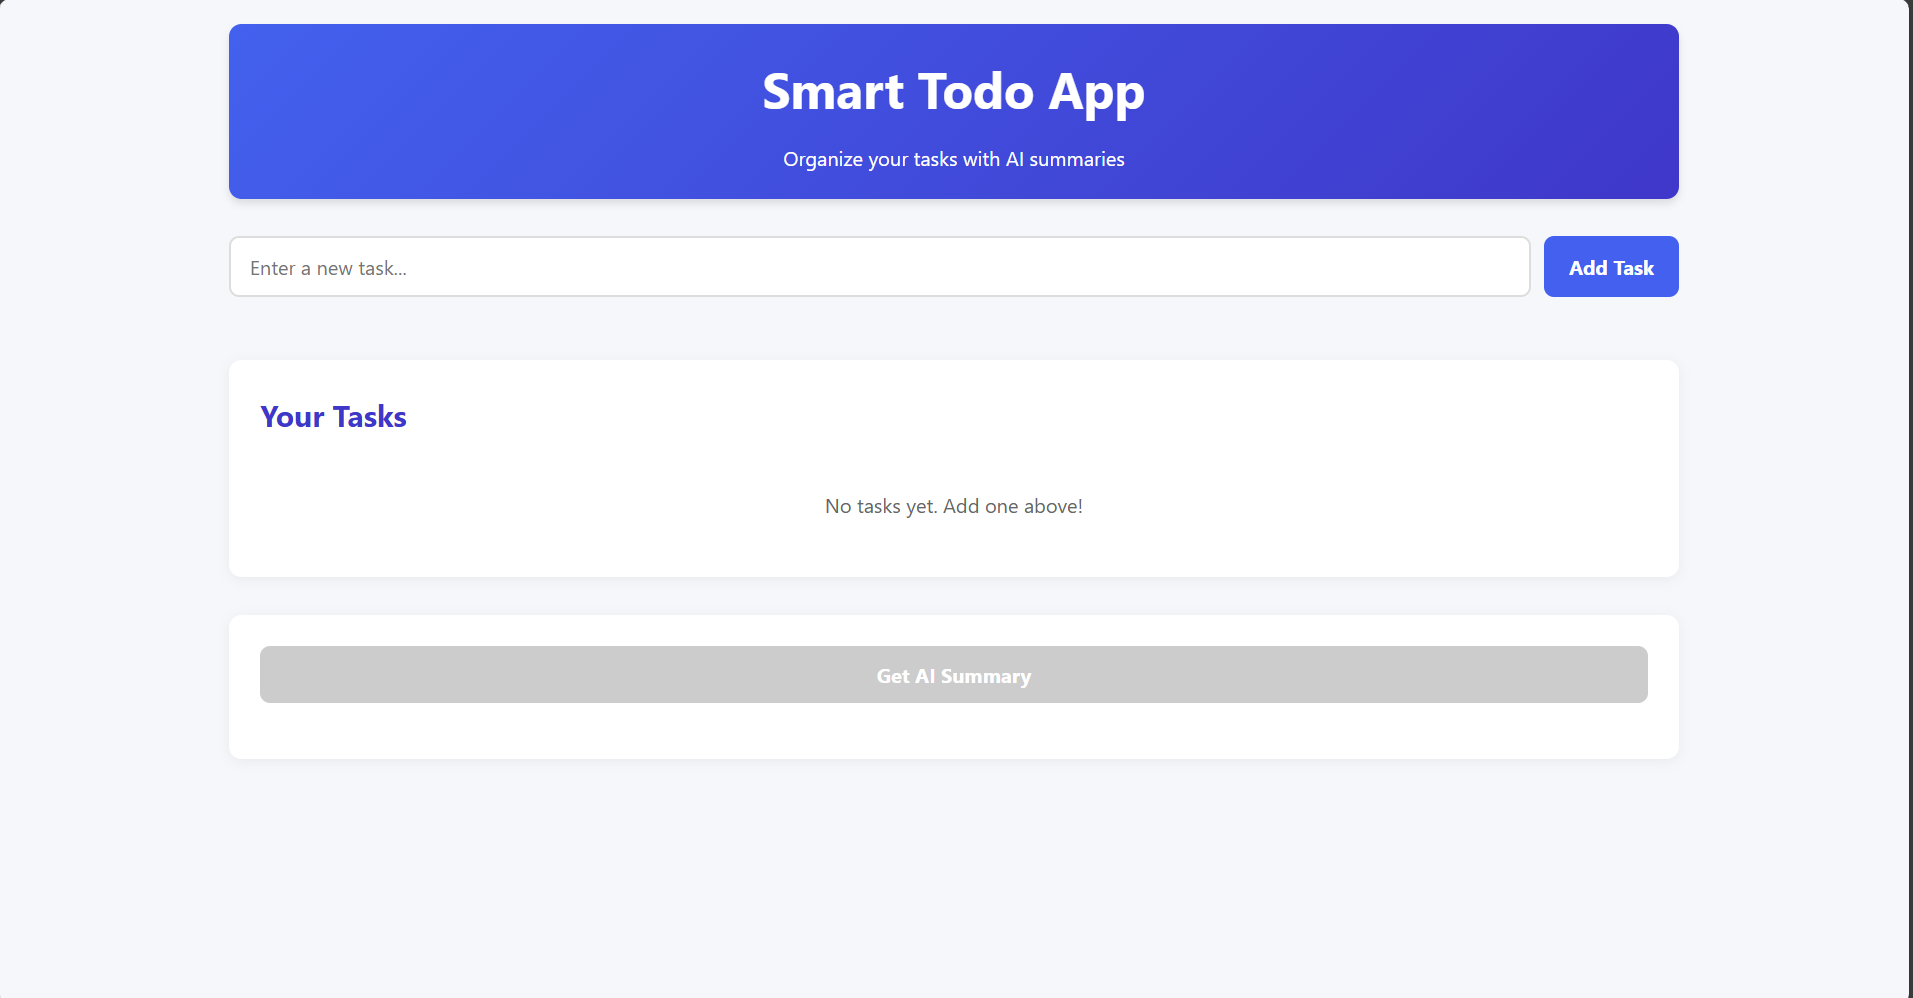 Smart Todo App
Organize your tasks with AI summaries
Enter a new task...
Add Task
Your Tasks
No tasks yet. Add one above!
Get AI Summary